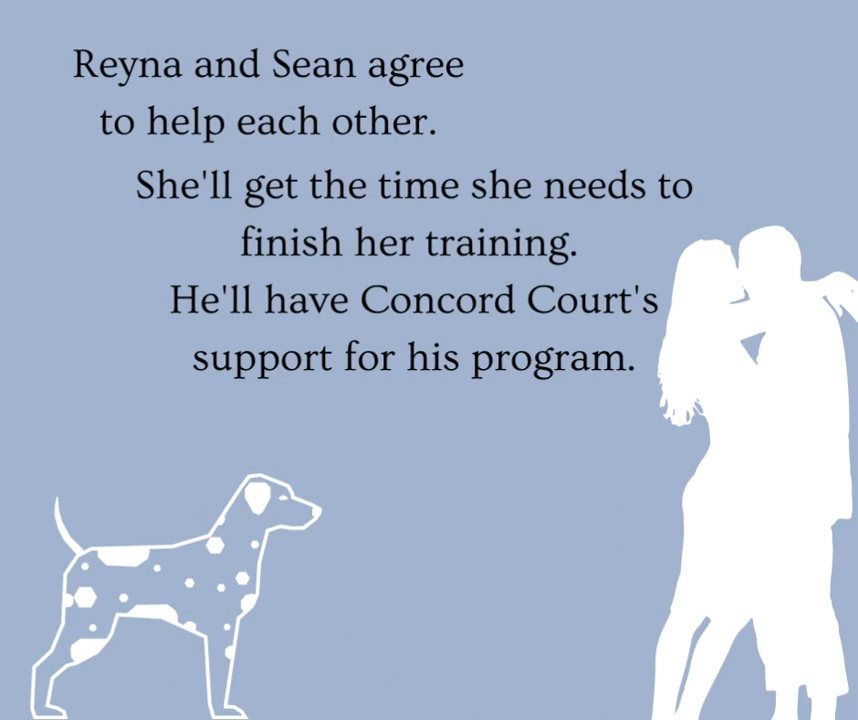 Reyna and Sean agree
to help each other.
She'll get the time she needs to
finish her training.
He'll have Concord Court's
support for his program.